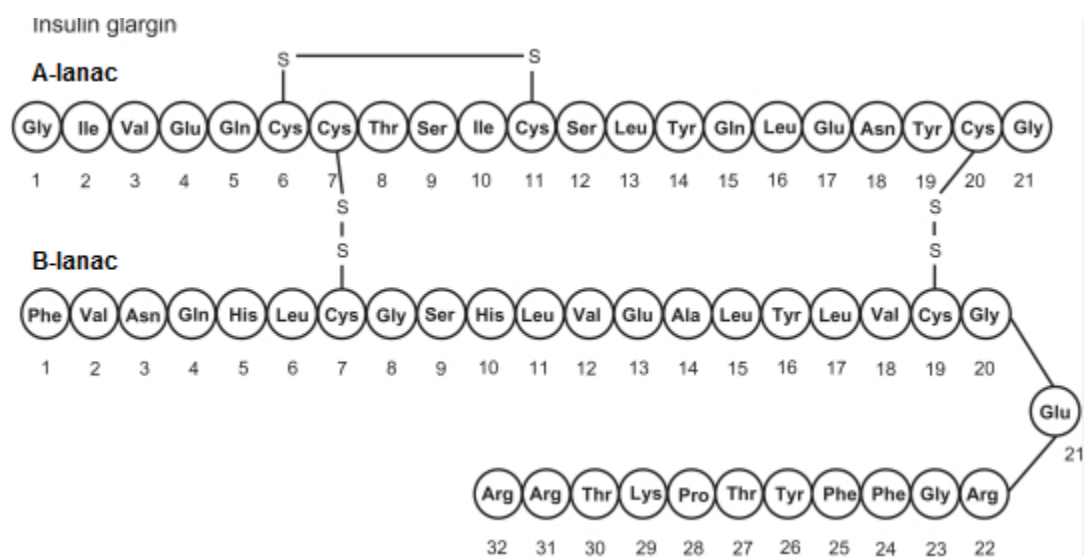 Insulin glargin
S S
A-lanac
Gly Ile Val Glu Gln Cys Cys Thr Ser Ile Cys Ser Leu Tyr Gln Leu Glu Asn Tyr Cys Gly
1 2 3 4 5 6 7 8 9 10 11 12 13 14 15 16 17 18 19 20 21
S S
S S
B-lanac
Phe Val Asn Gln His Leu Cys Gly Ser His Leu Val Glu Ala Leu Tyr Leu Val Cys Gly
1 2 3 4 5 6 7 8 9 10 11 12 13 14 15 16 17 18 19 20
Glu
21
Arg Arg Thr Lys Pro Thr Tyr Phe Phe Gly Arg
32 31 30 29 28 27 26 25 24 23 22